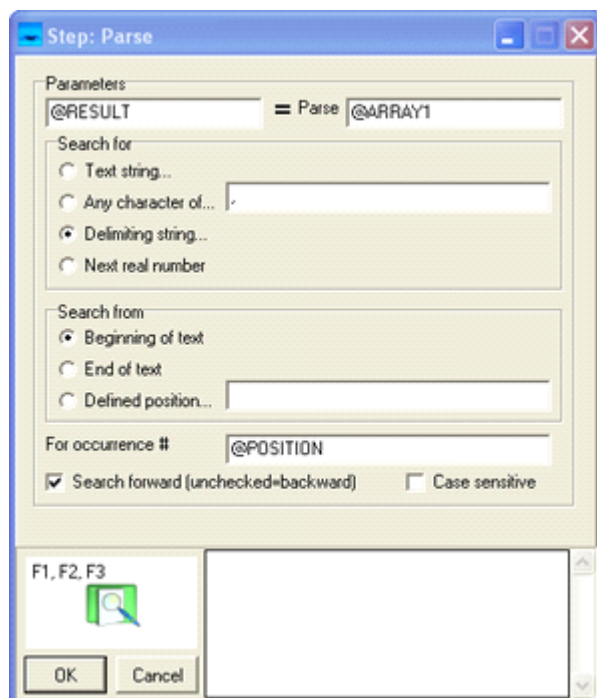 Step: Parse
Parameters
@RESULT = Parse @ARRAY1
Search for
Text string...
Any character of... ,
Delimiting string...
Next real number
Search from
Beginning of text
End of text
Defined position...
For occurrence # @POSITION
Search forward (unchecked=backward) Case sensitive
F1, F2, F3
OK Cancel